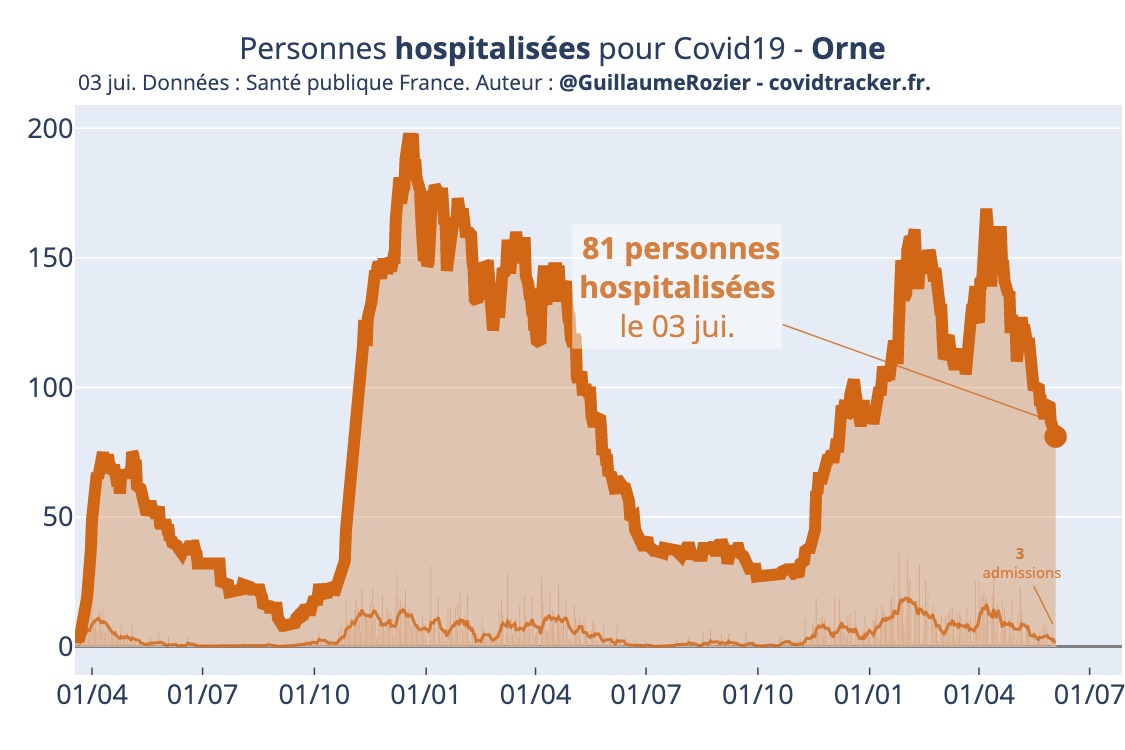 Personnes hospitalisées pour Covid19 - Orne
03 jui. Données : Santé publique France. Auteur : @GuillaumeRozier - covidtracker.fr.
200
150
100
50
0
81 personnes
hospitalisées
le 03 jui.
3
admissions
01/04
01/07
01/10
01/01
01/04
01/07
01/10
01/01
01/04
01/07